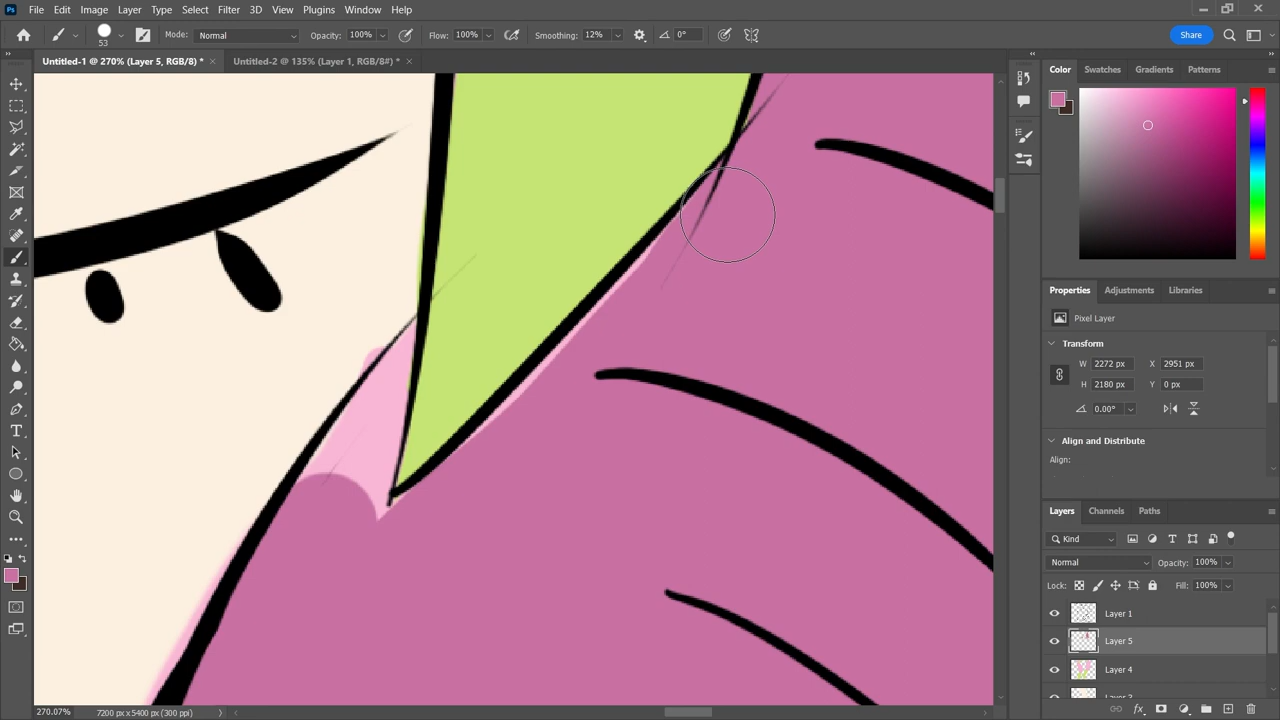 Ps File Edit Image Layer Type Select Filter 3D View Plugins Window Help
53 Mode: Normal Opacity: 100% Flow: 100% Smoothing: 12% 0° Share
Untitled-1 @ 270% (Layer 5, RGB/8) * × Untitled-2 @ 135% (Layer 1, RGB/8#) * ×
Color Swatches Gradients Patterns
Properties Adjustments Libraries
Pixel Layer
Transform
W 2272 px X 2951 px
H 2180 px Y 0 px
0.00°
Align and Distribute
Align:
Layers Channels Paths
Kind
Normal Opacity: 100%
Lock: Fill: 100%
Layer 1
Layer 5
Layer 4
270.07% 7200 px x 5400 px (300 ppi)